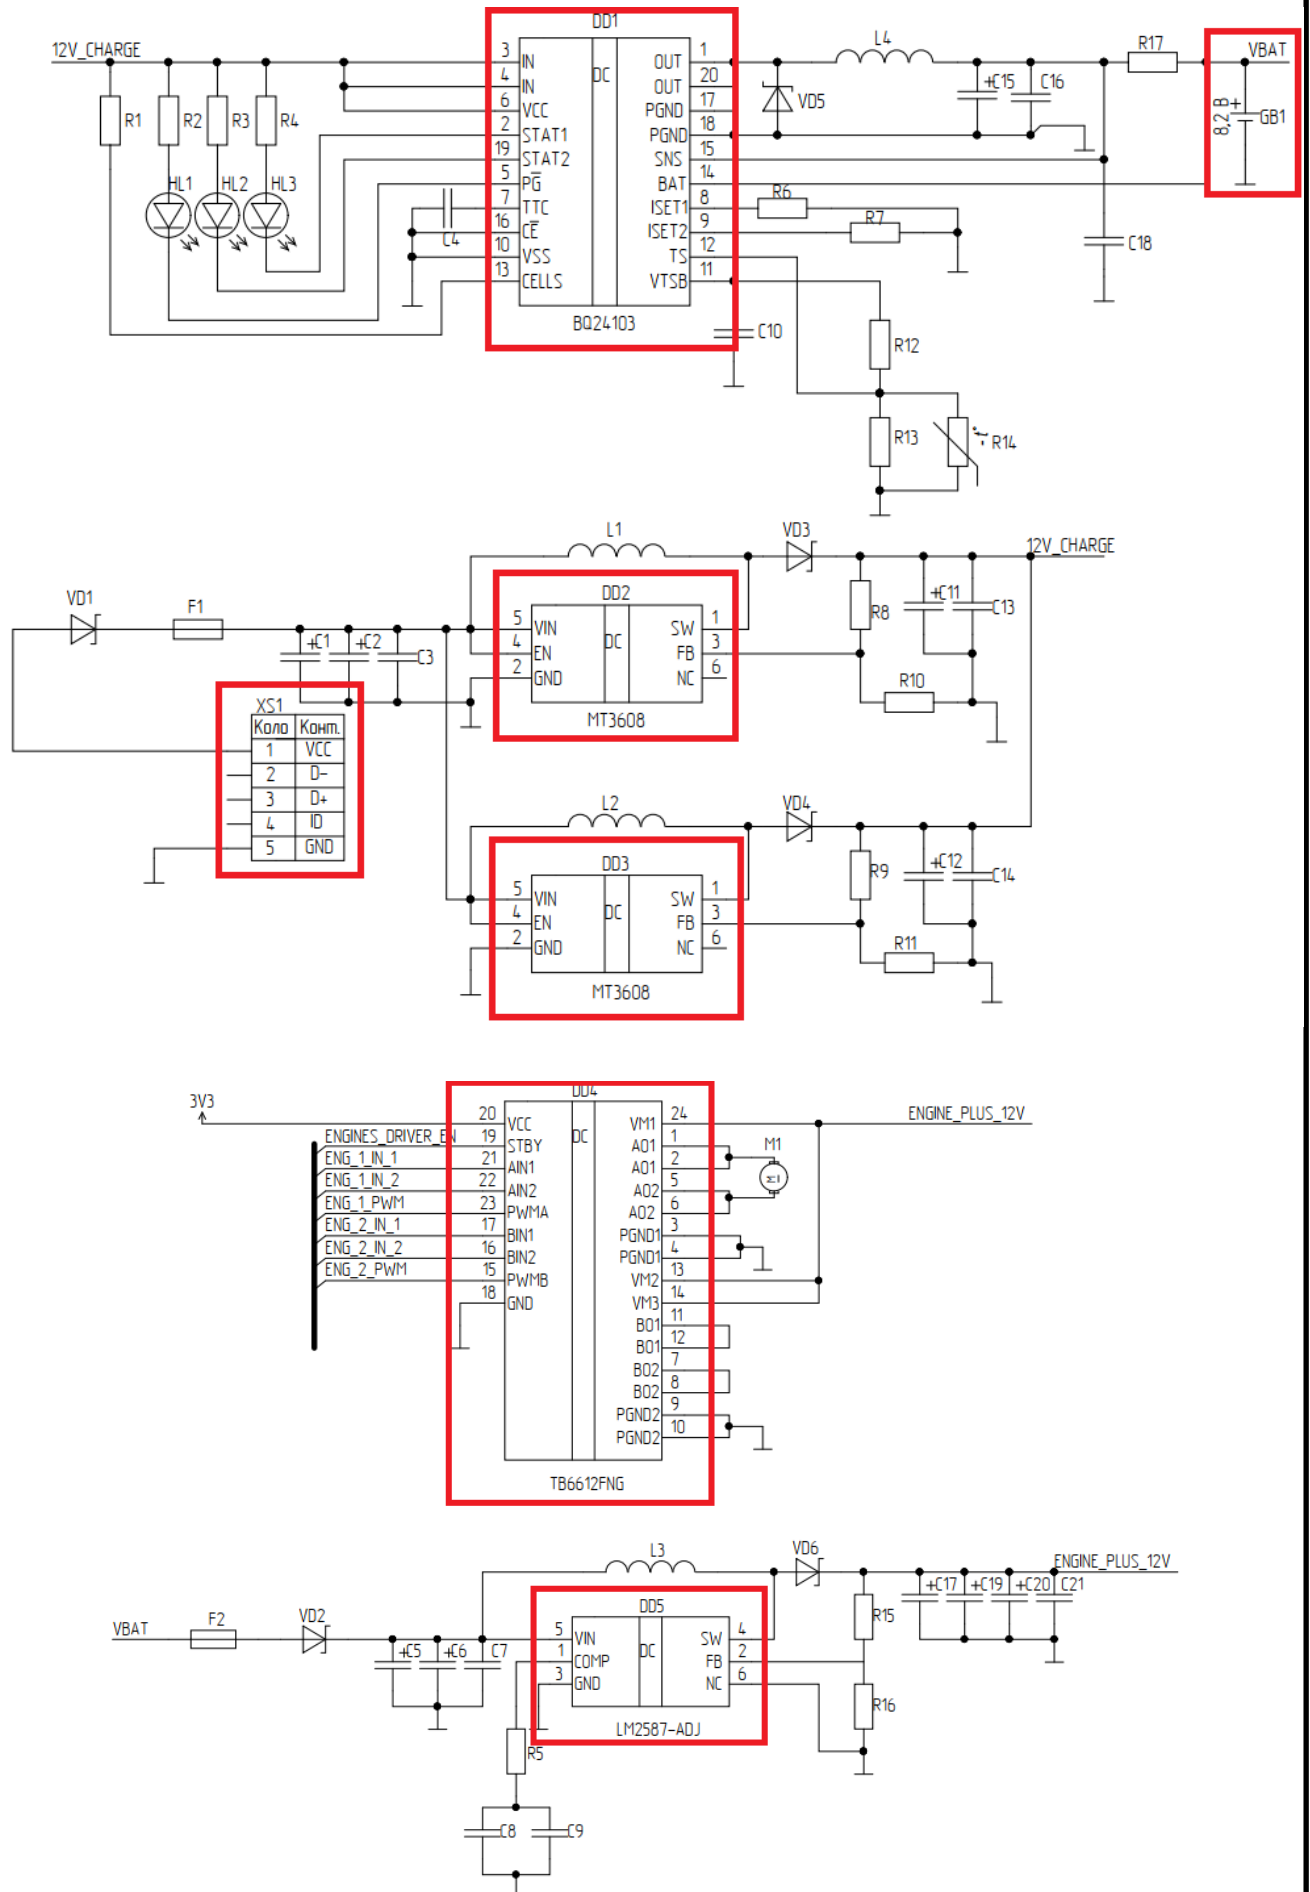 DD1
12V_CHARGE
3 IN
4 IN
6 VCC
2 STAT1
19 STAT2
5 PG
7 TTC
16 CE
10 VSS
13 CELLS
DC
OUT 1
OUT 20
PGND 17
PGND 18
SNS 15
BAT 14
ISET1 8
ISET2 9
TS 12
VTSB 11
BQ24103
R1
R2
R3
R4
HL1
HL2
HL3
C4
L4
VD5
+C15
C16
R17
VBAT
8,2 В
+
GB1
R6
R7
C18
C10
R12
R13
-t°
R14
L1
VD3
12V_CHARGE
VD1
F1
DD2
5 VIN
4 EN
2 GND
DC
SW 1
FB 3
NC 6
MT3608
+C1
+C2
C3
R8
+C11
C13
R10
XS1
Коло Конт.
1 VCC
2 D-
3 D+
4 ID
5 GND
L2
VD4
DD3
5 VIN
4 EN
2 GND
DC
SW 1
FB 3
NC 6
MT3608
R9
+C12
C14
R11
DD4
3V3
ENGINES_DRIVER_EN
ENG_1_IN_1
ENG_1_IN_2
ENG_1_PWM
ENG_2_IN_1
ENG_2_IN_2
ENG_2_PWM
20 VCC
19 STBY
21 AIN1
22 AIN2
23 PWMA
17 BIN1
16 BIN2
15 PWMB
18 GND
DC
VM1 24
AO1 1
AO1 2
AO2 5
AO2 6
PGND1 3
PGND1 4
VM2 13
VM3 14
BO1 11
BO1 12
BO2 7
BO2 8
PGND2 9
PGND2 10
TB6612FNG
ENGINE_PLUS_12V
M1
L3
VD6
ENGINE_PLUS_12V
VBAT
F2
VD2
DD5
5 VIN
1 COMP
3 GND
DC
SW 4
FB 2
NC 6
LM2587-ADJ
+C5
+C6
C7
R15
R16
+C17
+C19
+C20
C21
R5
C8
C9